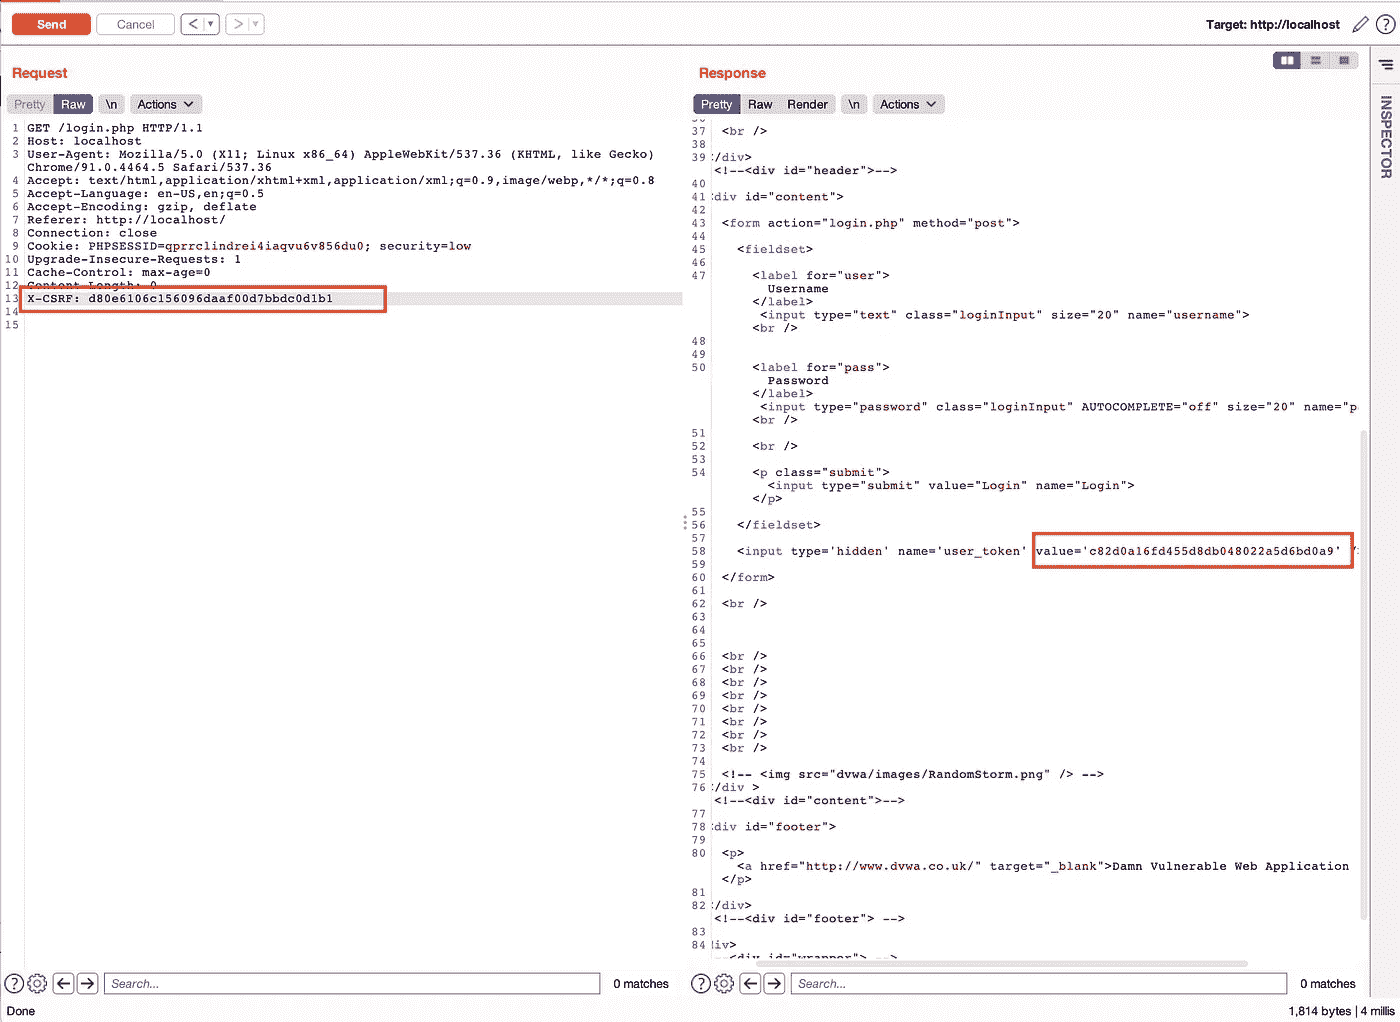 Send
Cancel
< | ▾
> | ▾
Target: http://localhost
?
Request
Pretty Raw \n Actions
1 GET /login.php HTTP/1.1
2 Host: localhost
3 User-Agent: Mozilla/5.0 (X11; Linux x86_64) AppleWebKit/537.36 (KHTML, like Gecko)
Chrome/91.0.4464.5 Safari/537.36
4 Accept: text/html,application/xhtml+xml,application/xml;q=0.9,image/webp,*/*;q=0.8
5 Accept-Language: en-US,en;q=0.5
6 Accept-Encoding: gzip, deflate
7 Referer: http://localhost/
8 Connection: close
9 Cookie: PHPSESSID=qprrclindrei4iaqvu6v856du0; security=low
10 Upgrade-Insecure-Requests: 1
11 Cache-Control: max-age=0
12 Content-Length: 0
13 X-CSRF: d80e6106c156096daaf00d7bbdc0d1b1
14
15
? Search... 0 matches
Done
Response
Pretty Raw Render \n Actions
INSPECTOR
36
37 <br />
38
39 /div>
<!--<div id="header">-->
40
41 div id="content">
42
43 <form action="login.php" method="post">
44
45 <fieldset>
46
47 <label for="user">
Username
</label>
<input type="text" class="loginInput" size="20" name="username">
<br />
48
49
50 <label for="pass">
Password
</label>
<input type="password" class="loginInput" AUTOCOMPLETE="off" size="20" name="p
<br />
51
52 <br />
53
54 <p class="submit">
<input type="submit" value="Login" name="Login">
</p>
55
56 </fieldset>
57
58 <input type='hidden' name='user_token' value='c82d0a16fd455d8db048022a5d6bd0a9' /
59
60 </form>
61
62 <br />
63
64
65
66 <br />
67 <br />
68 <br />
69 <br />
70 <br />
71 <br />
72 <br />
73 <br />
74
75 <!-- <img src="dvwa/images/RandomStorm.png" /> -->
76 /div >
<!--<div id="content">-->
77
78 div id="footer">
79
80 <p>
<a href="http://www.dvwa.co.uk/" target="_blank">Damn Vulnerable Web Application
</p>
81
82 /div>
<!--<div id="footer"> -->
83
84 div>
<!--<div id="wrapper"> -->
? Search... 0 matches
1,814 bytes | 4 millis